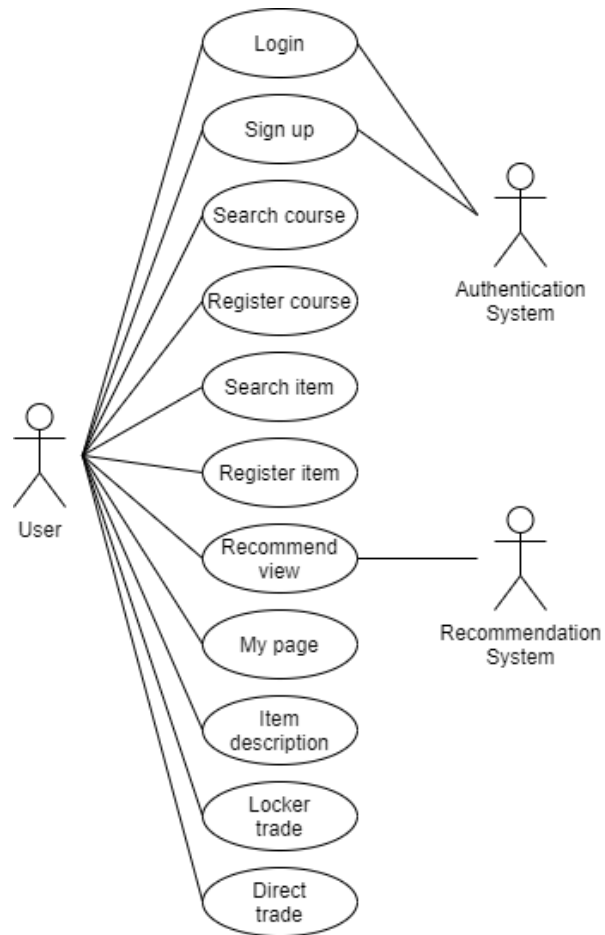 Login
Sign up
Search course
Register course
Search item
Register item
Recommend
view
My page
Item
description
Locker
trade
Direct
trade
User
Authentication
System
Recommendation
System